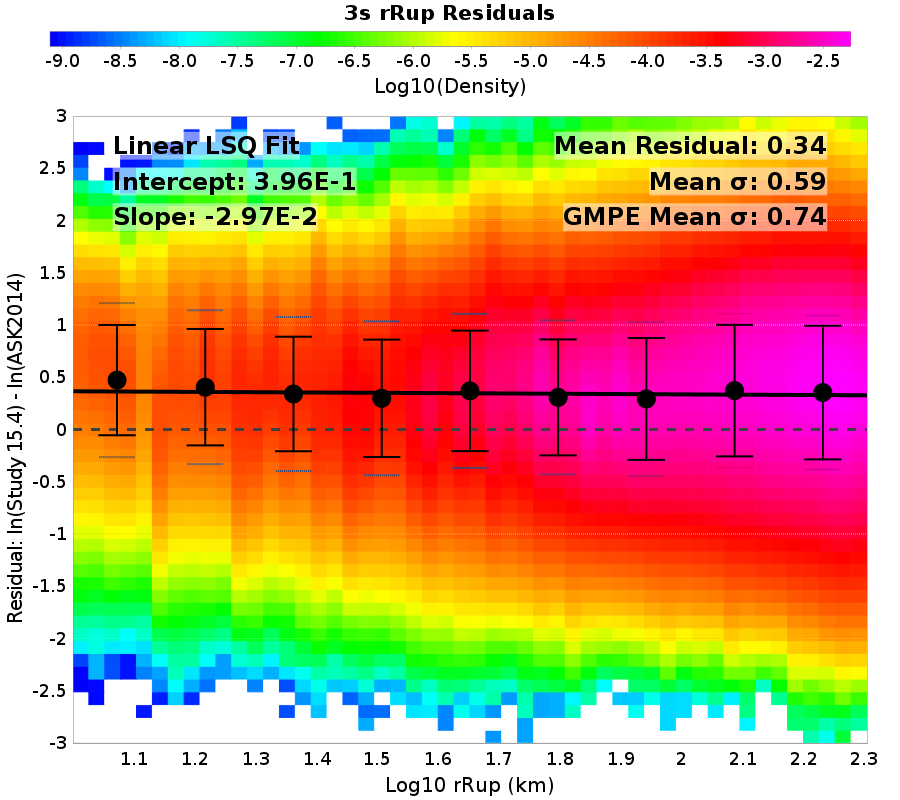 3s rRup Residuals
-9.0 -8.5 -8.0 -7.5 -7.0 -6.5 -6.0 -5.5 -5.0 -4.5 -4.0 -3.5 -3.0 -2.5
Log10(Density)
Linear LSQ Fit
Intercept: 3.96E-1
Slope: -2.97E-2
Mean Residual: 0.34
Mean σ: 0.59
GMPE Mean σ: 0.74
Residual: ln(Study 15.4) - ln(ASK2014)
3
2.5
2
1.5
1
0.5
0
-0.5
-1
-1.5
-2
-2.5
-3
1.1 1.2 1.3 1.4 1.5 1.6 1.7 1.8 1.9 2 2.1 2.2 2.3
Log10 rRup (km)